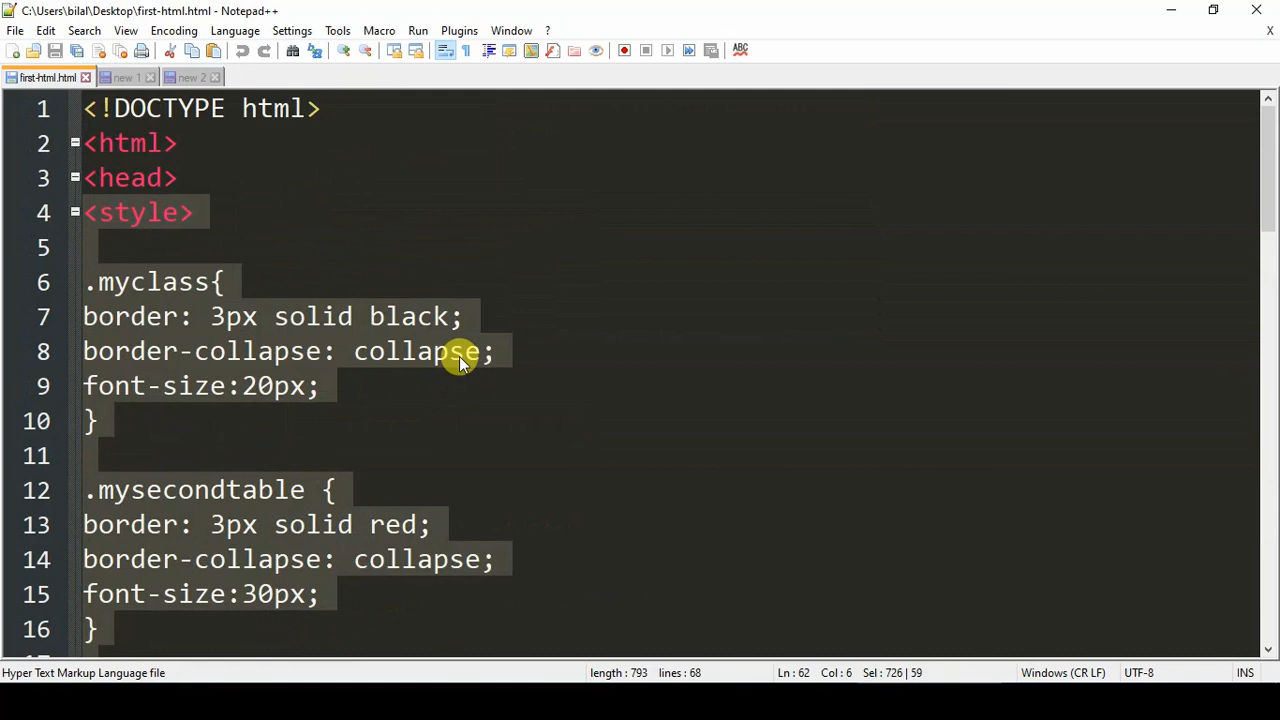 C:\Users\bilal\Desktop\first-html.html - Notepad++
File Edit Search View Encoding Language Settings Tools Macro Run Plugins Window ? X
first-html.html new 1 new 2
1 <!DOCTYPE html>
2 <html>
3 <head>
4 <style>
5
6 .myclass{
7 border: 3px solid black;
8 border-collapse: collapse;
9 font-size:20px;
10 }
11
12 .mysecondtable {
13 border: 3px solid red;
14 border-collapse: collapse;
15 font-size:30px;
16 }
Hyper Text Markup Language file length : 793 lines : 68 Ln : 62 Col : 6 Sel : 726 | 59 Windows (CR LF) UTF-8 INS